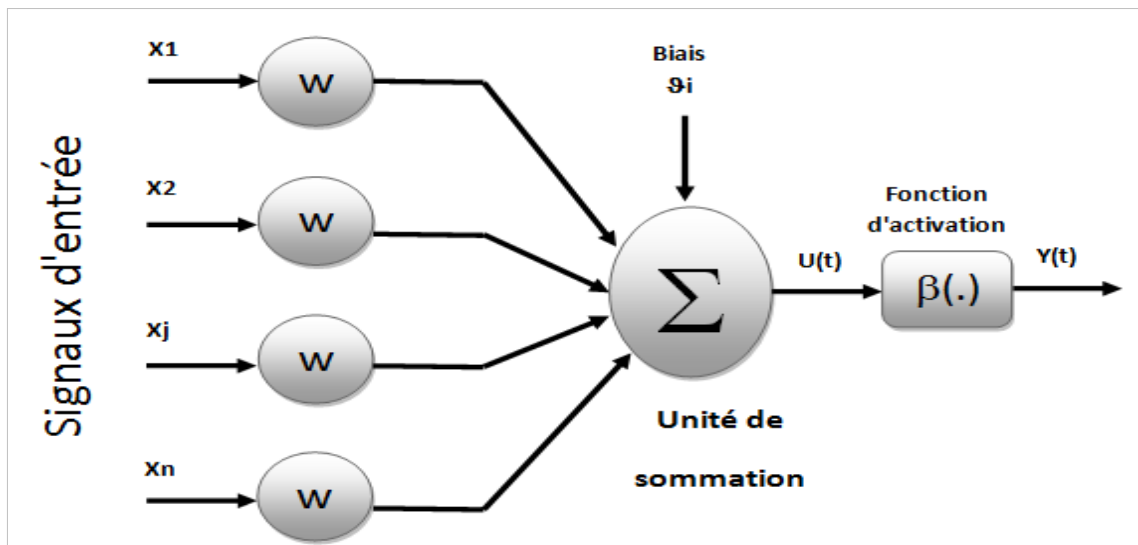 Signaux d'entrée
X1
W
X2
W
Xj
W
Xn
W
Biais
ϑi
∑
Unité de
sommation
U(t)
Fonction
d'activation
β(.)
Y(t)